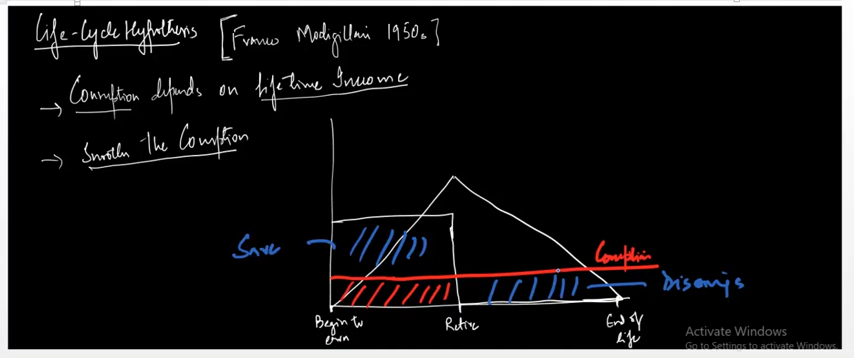 Life-Cycle Hypothesis [Franco Modigillani 1950s]
→ Consumption depends on Lifetime Income
→ Smooth The Consumption
Save
Consumption
Dissavings
Begin to earn
Retire
End of life
Activate Windows
Go to Settings to activate Windows.